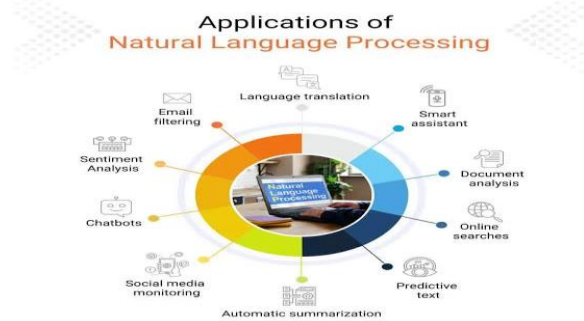 Applications of
Natural Language Processing
Language translation
Smart
assistant
Document
analysis
Online
searches
Predictive
text
Automatic summarization
Social media
monitoring
Chatbots
Sentiment
Analysis
Email
filtering
Natural
Language
Processing